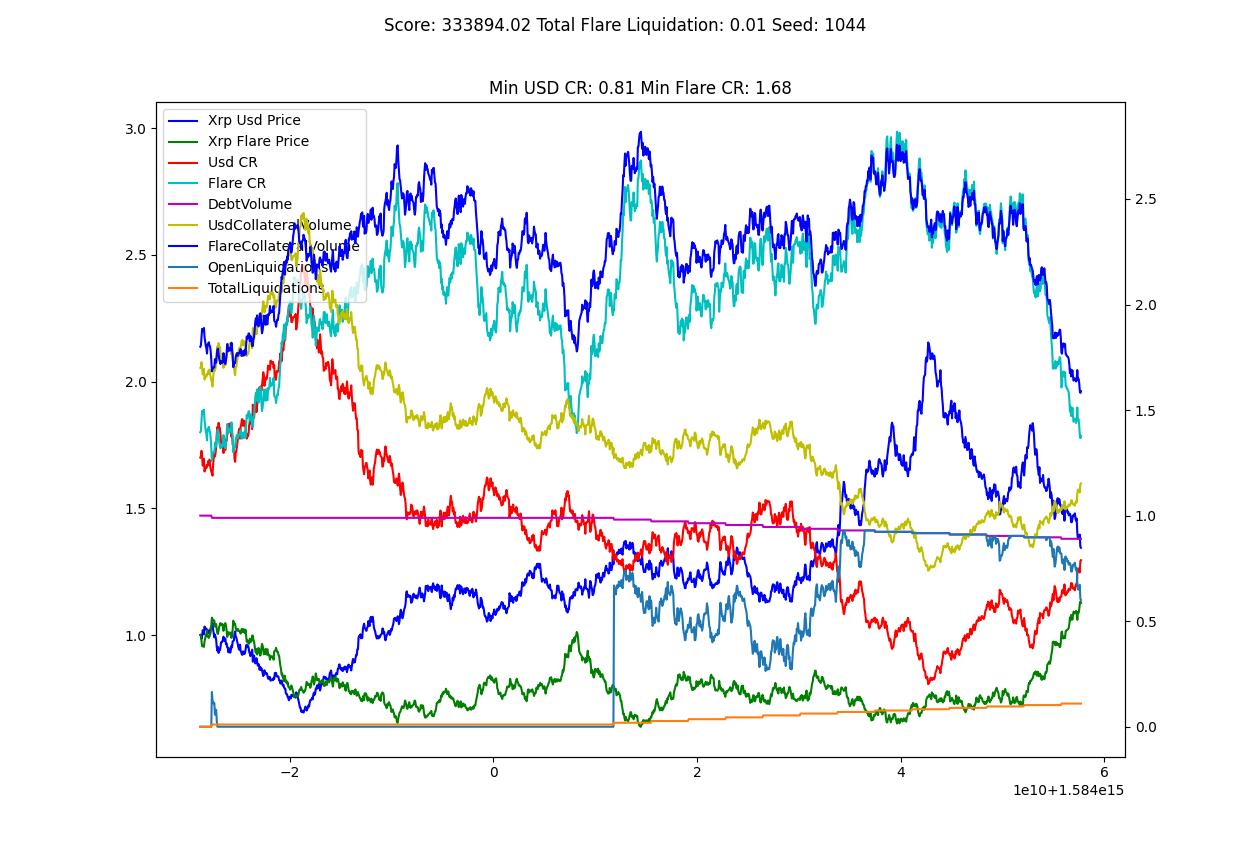 Score: 333894.02 Total Flare Liquidation: 0.01 Seed: 1044
Min USD CR: 0.81 Min Flare CR: 1.68
Xrp Usd Price
Xrp Flare Price
Usd CR
Flare CR
DebtVolume
UsdCollateralVolume
FlareCollateralVolume
OpenLiquidations
TotalLiquidations
3.0
2.5
2.0
1.5
1.0
2.5
2.0
1.5
1.0
0.5
0.0
−2
0
2
4
6
1e10+1.584e15